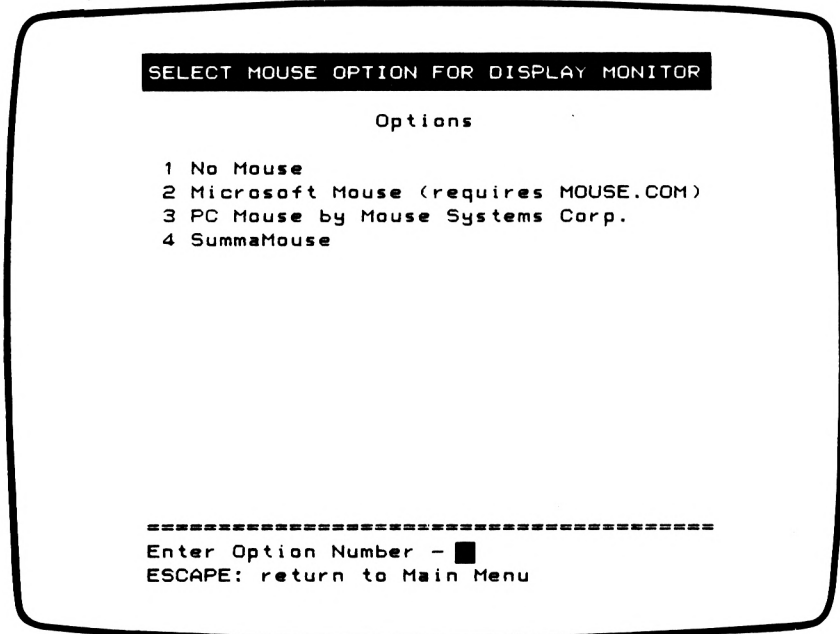 SELECT MOUSE OPTION FOR DISPLAY MONITOR
Options
1 No Mouse
2 Microsoft Mouse (requires MOUSE.COM)
3 PC Mouse by Mouse Systems Corp.
4 SummaMouse
========================================
Enter Option Number -
ESCAPE: return to Main Menu